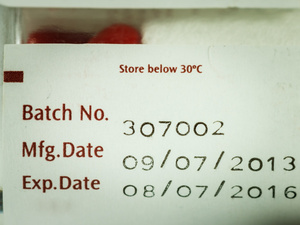 Store below 30°C
Batch No. 307002
Mfg.Date 09/07/2013
Exp.Date 08/07/2016